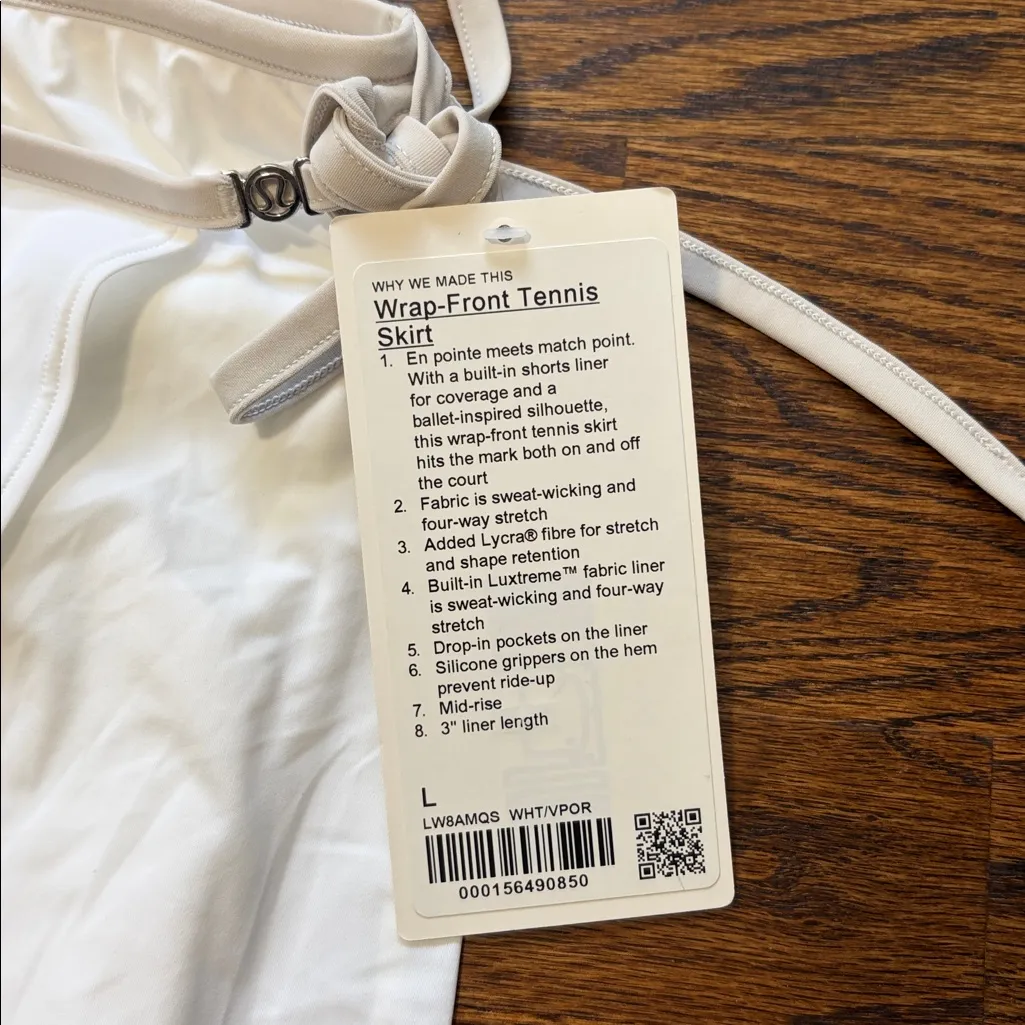 WHY WE MADE THIS
Wrap-Front Tennis
Skirt
1. En pointe meets match point.
With a built-in shorts liner
for coverage and a
ballet-inspired silhouette,
this wrap-front tennis skirt
hits the mark both on and off
the court
2. Fabric is sweat-wicking and
four-way stretch
3. Added Lycra® fibre for stretch
and shape retention
4. Built-in Luxtreme™ fabric liner
is sweat-wicking and four-way
stretch
5. Drop-in pockets on the liner
6. Silicone grippers on the hem
prevent ride-up
7. Mid-rise
8. 3" liner length
L
LW8AMQS WHT/VPOR
000156490850